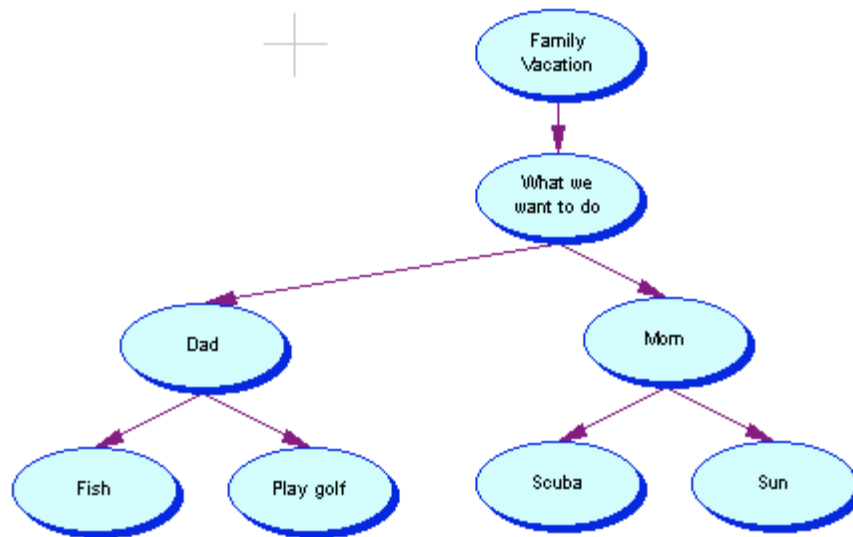 Family
Vacation
What we
want to do
Dad
Mom
Fish
Play golf
Scuba
Sun